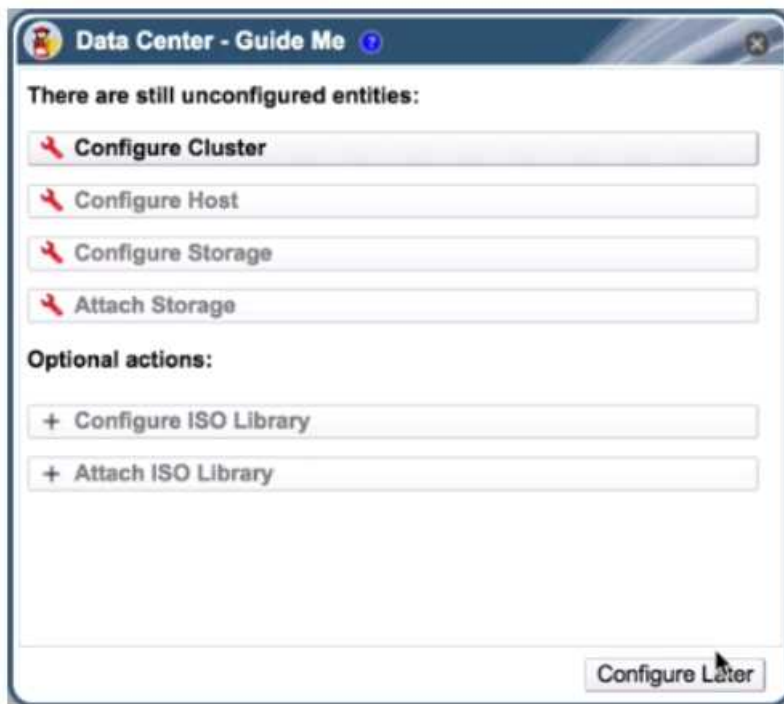 Data Center - Guide Me ?
There are still unconfigured entities:
Configure Cluster
Configure Host
Configure Storage
Attach Storage
Optional actions:
+ Configure ISO Library
+ Attach ISO Library
Configure Later